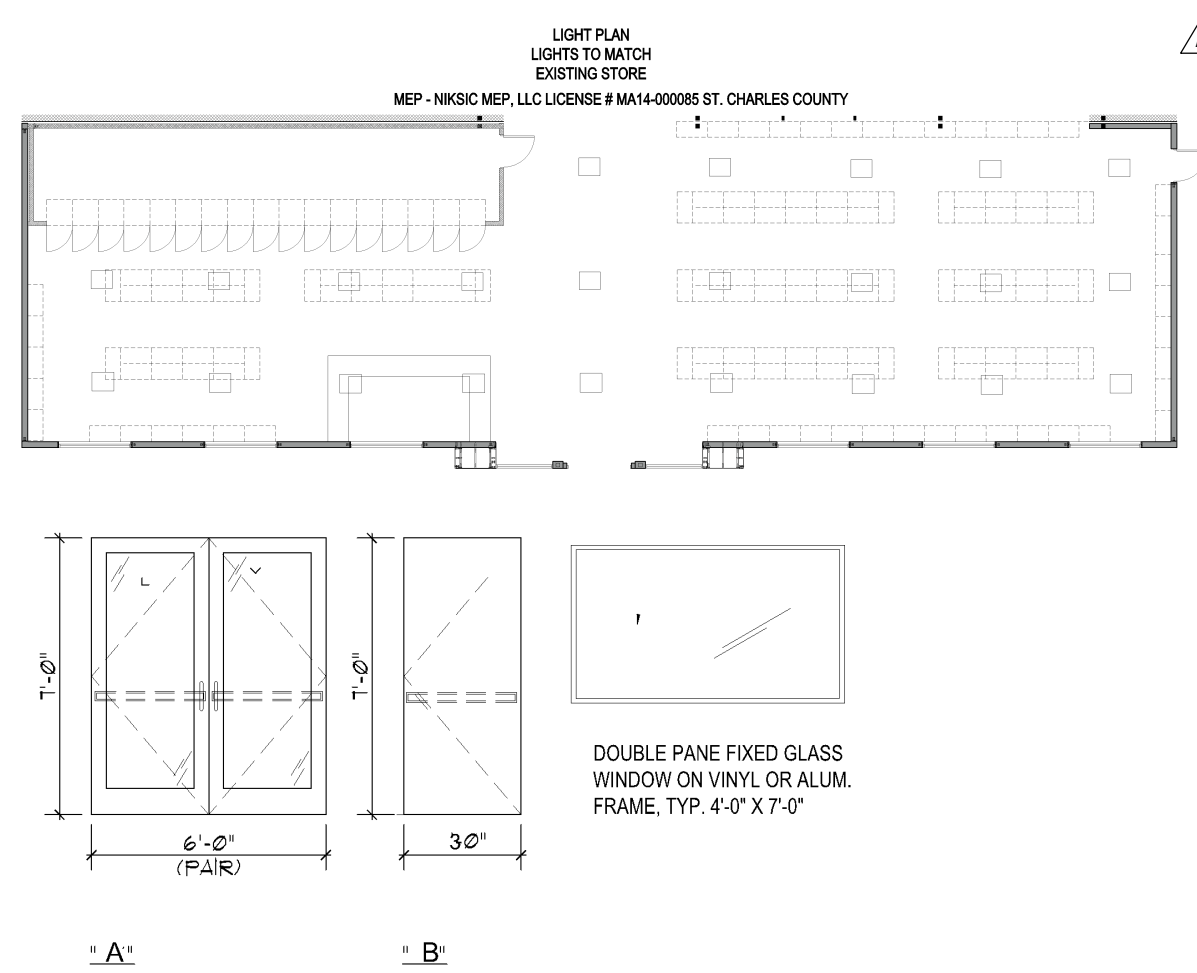 LIGHT PLAN
LIGHTS TO MATCH
EXISTING STORE
MEP - NIKSIC MEP, LLC LICENSE # MA14-000085 ST. CHARLES COUNTY
7'-0"
7'-0"
DOUBLE PANE FIXED GLASS
WINDOW ON VINYL OR ALUM.
FRAME, TYP. 4'-0" X 7'-0"
6'-0"
(PAIR)
30"
"A"
"B"